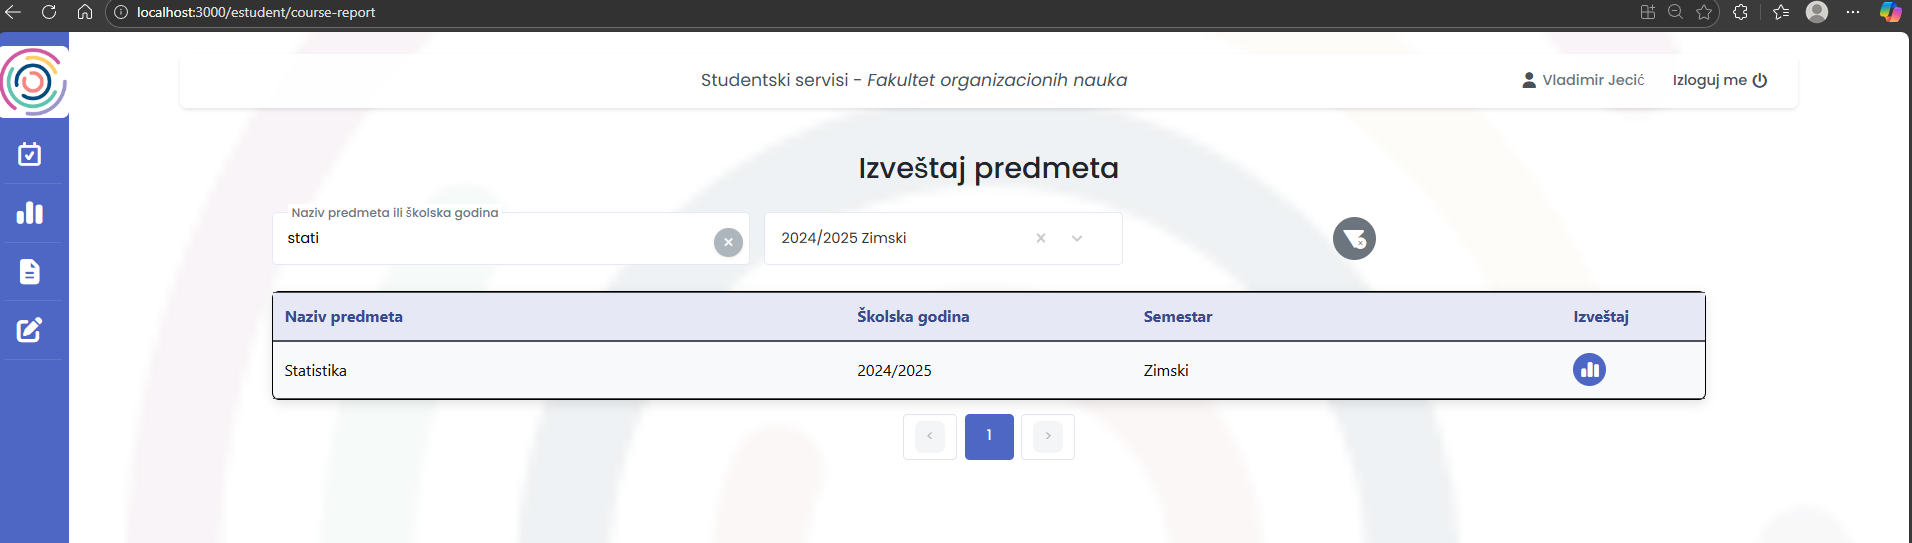 localhost:3000/estudent/course-report
Studentski servisi - Fakultet organizacionih nauka
Vladimir Jecić
Izloguj me
Izveštaj predmeta
Naziv predmeta ili školska godina
stati
2024/2025 Zimski
Naziv predmeta Školska godina Semestar Izveštaj
Statistika 2024/2025 Zimski
< 1 >